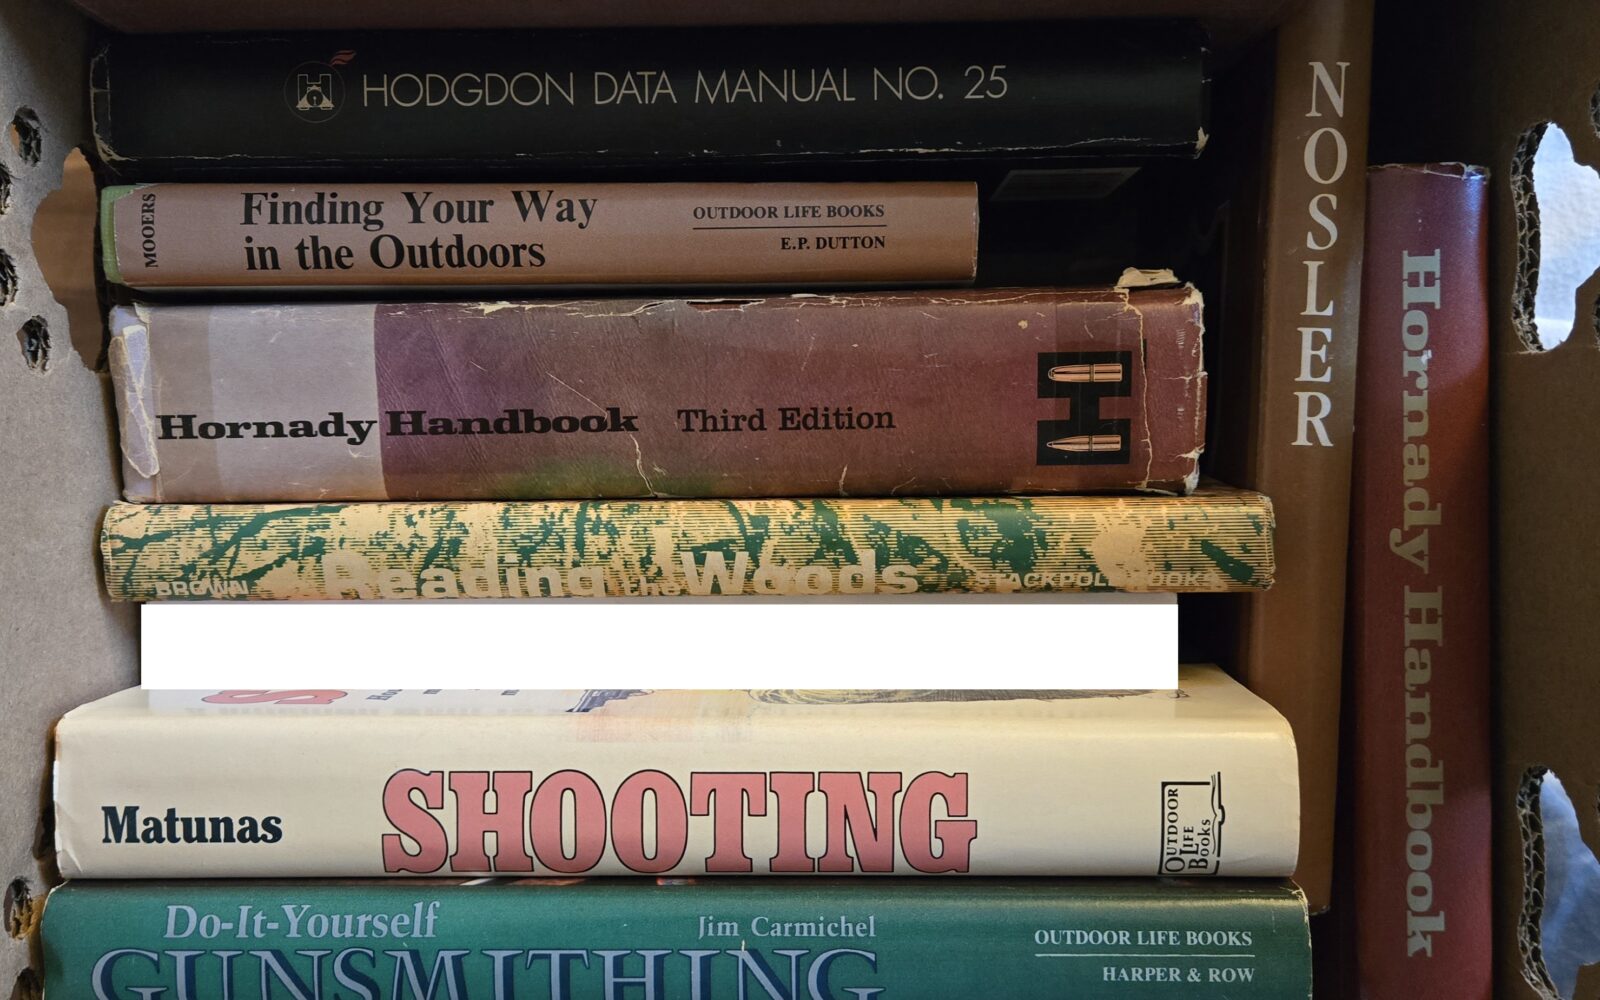 HODGDON DATA MANUAL NO. 25
MOOERS
Finding Your Way
in the Outdoors
OUTDOOR LIFE BOOKS
E.P. DUTTON
Hornady Handbook Third Edition
BROWN Reading the Woods STACKPOLE BOOKS
Matunas SHOOTING
OUTDOOR
LIFE
BOOKS
Do-It-Yourself
GUNSMITHING
Jim Carmichel
OUTDOOR LIFE BOOKS
HARPER & ROW
NOSLER
Hornady Handbook